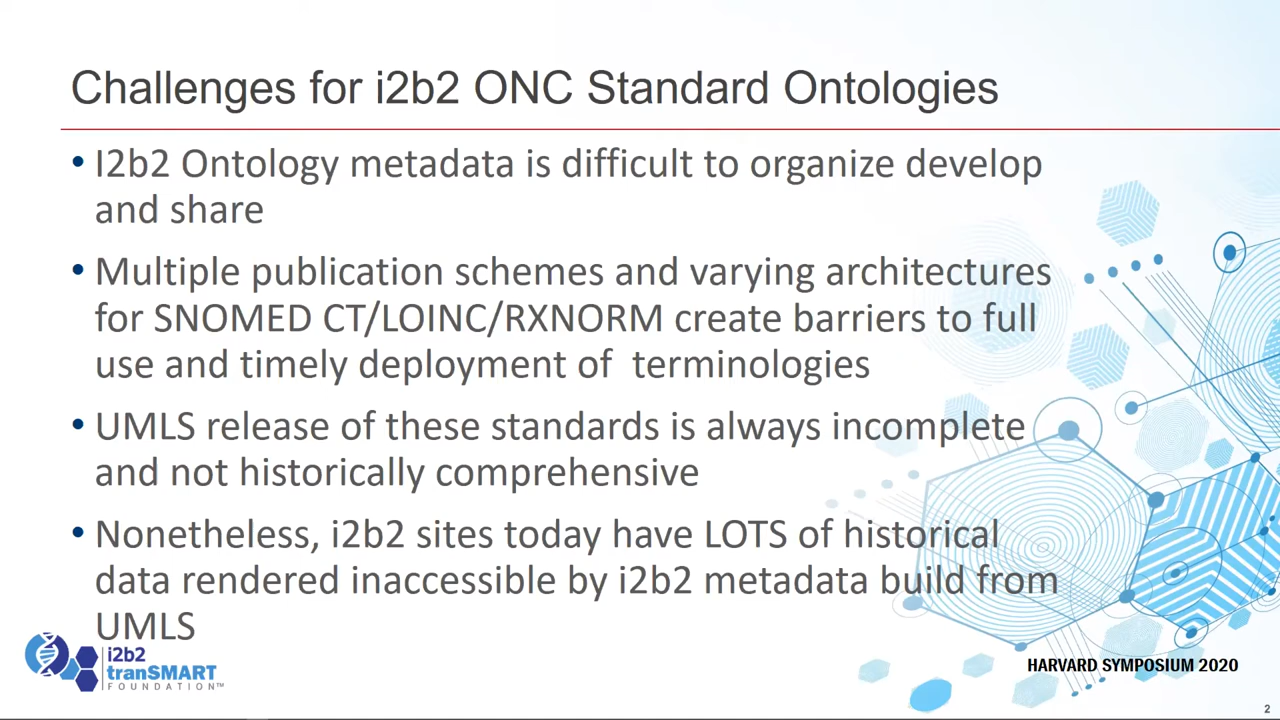 Challenges for i2b2 ONC Standard Ontologies
• I2b2 Ontology metadata is difficult to organize develop
and share
• Multiple publication schemes and varying architectures
for SNOMED CT/LOINC/RXNORM create barriers to full
use and timely deployment of  terminologies
• UMLS release of these standards is always incomplete
and not historically comprehensive
• Nonetheless, i2b2 sites today have LOTS of historical
data rendered inaccessible by i2b2 metadata build from
UMLS
i2b2
tranSMART
FOUNDATION™
HARVARD SYMPOSIUM 2020
2